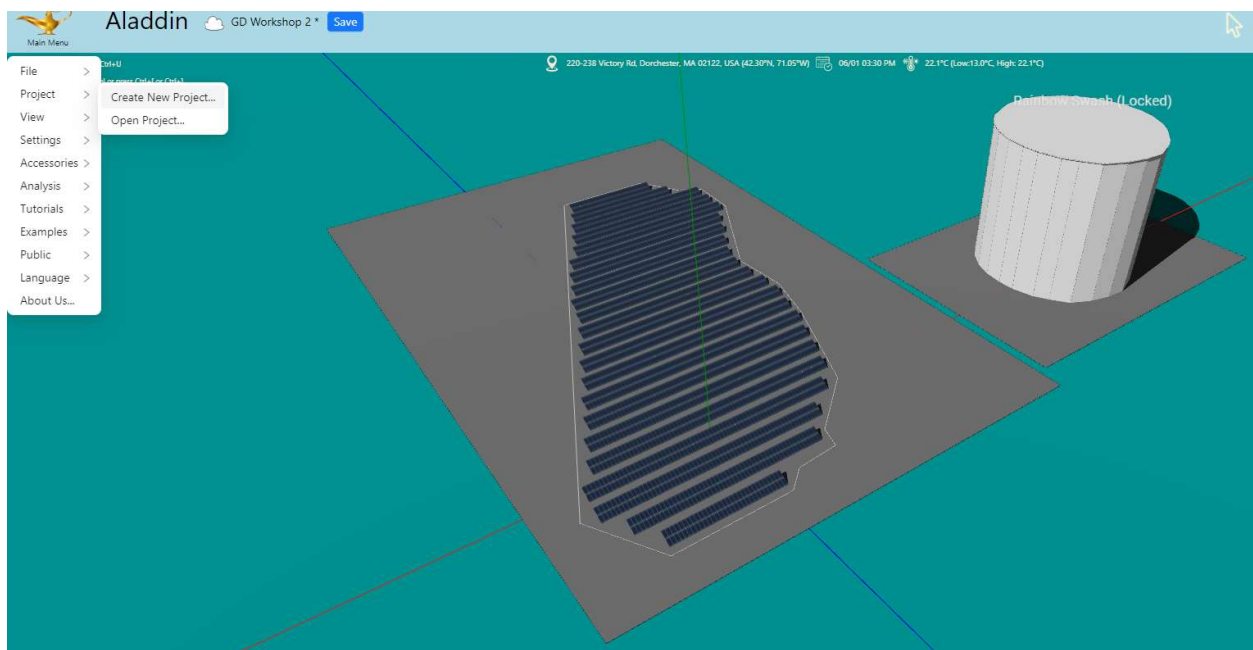 Aladdin
GD Workshop 2 *
Save
Main Menu
Ctrl+U
220-238 Victory Rd, Dorchester, MA 02122, USA (42.30°N, 71.05°W)
06/01 03:30 PM
22.1°C (Low:13.0°C, High: 22.1°C)
File
Project
View
Settings
Accessories
Analysis
Tutorials
Examples
Public
Language
About Us...
Create New Project...
Open Project...
Rainbow Swash (Locked)